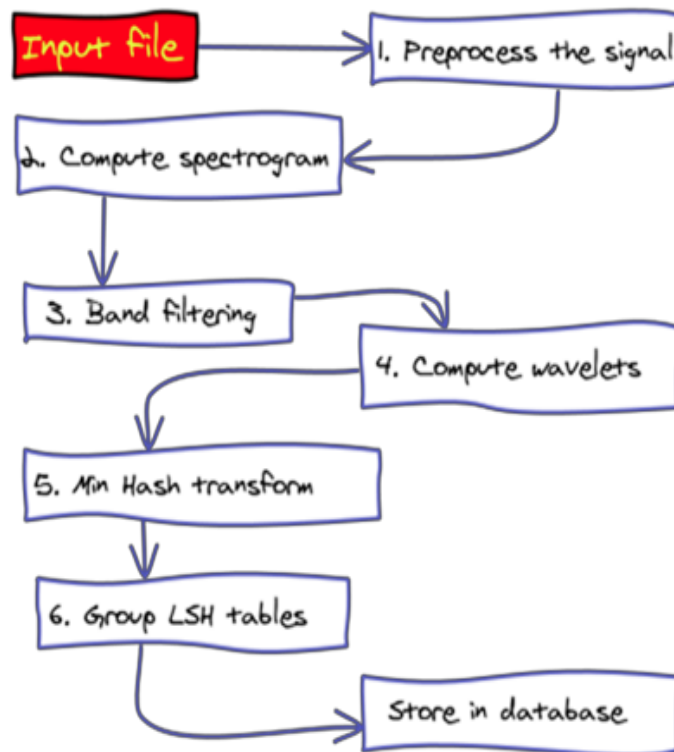 Input file
1. Preprocess the signal
2. Compute spectrogram
3. Band filtering
4. Compute wavelets
5. Min Hash transform
6. Group LSH tables
Store in database